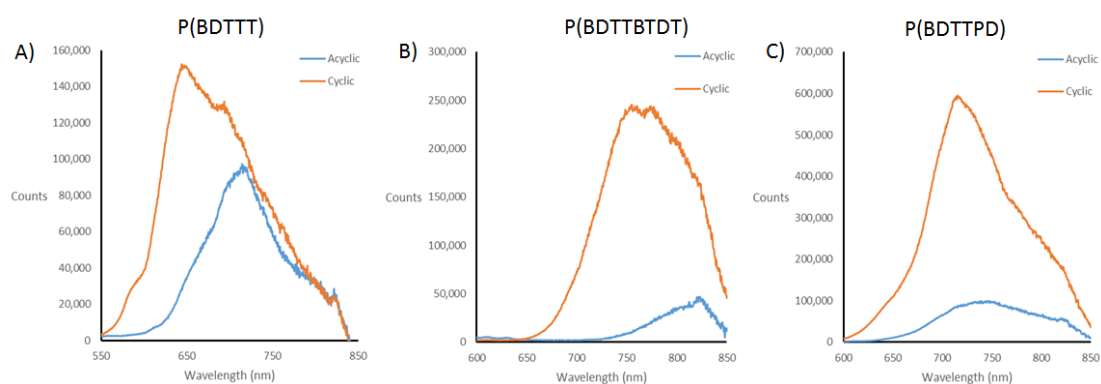 P(BDTTT)
A)
160,000
140,000
120,000
100,000
80,000
60,000
40,000
20,000
0
Counts
Acyclic
Cyclic
550
650
750
850
Wavelength (nm)
P(BDTTBTDT)
B)
300,000
250,000
200,000
150,000
100,000
50,000
0
Counts
Acyclic
Cyclic
600
650
700
750
800
850
Wavelength (nm)
P(BDTTPD)
C)
700,000
600,000
500,000
400,000
300,000
200,000
100,000
0
Counts
Acyclic
Cyclic
600
650
700
750
800
850
Wavelength (nm)